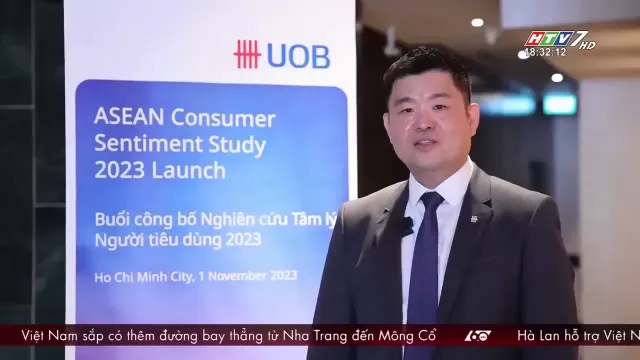 HTV7 HD
18:32:12
UOB
ASEAN Consumer
Sentiment Study
2023 Launch
Buổi công bố Nghiên cứu Tâm lý
Người tiêu dùng 2023
Ho Chi Minh City, 1 November 2023
Việt Nam sắp có thêm đường bay thẳng từ Nha Trang đến Mông Cổ
60
Hà Lan hỗ trợ Việt N